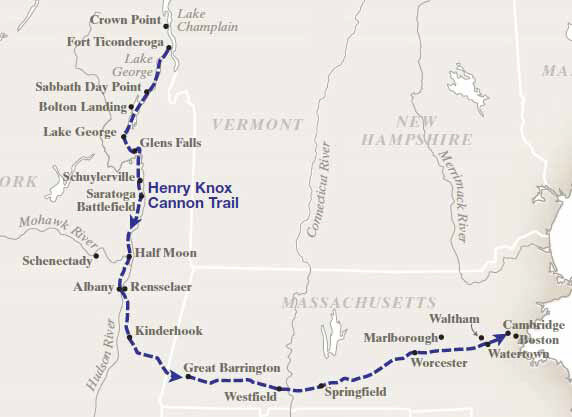 Crown Point
Lake
Champlain
Fort Ticonderoga
Lake
George
Sabbath Day Point
Bolton Landing
Lake George
Glens Falls
VERMONT
NEW
HAMPSHIRE
MA
ORK
Schuylerville
Saratoga
Battlefield
Henry Knox
Cannon Trail
Connecticut River
Merrimack River
Mohawk River
Half Moon
Schenectady
Albany
Rensselaer
MASSACHUSETTS
Hudson River
Kinderhook
Waltham
Cambridge
Marlborough
Boston
Watertown
Worcester
Great Barrington
Westfield
Springfield